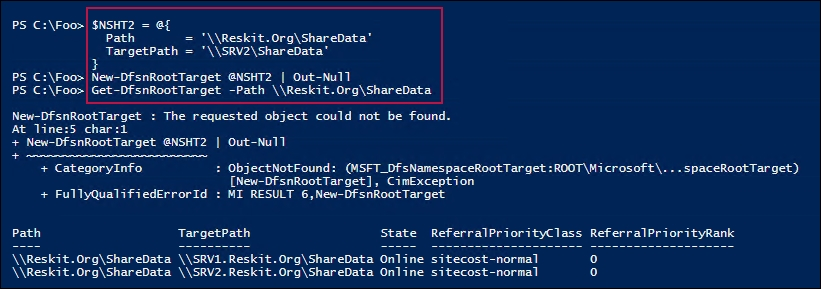 PS C:\Foo> $NSHT2 = @{
Path       = '\\Reskit.Org\ShareData'
TargetPath = '\\SRV2\ShareData'
}
PS C:\Foo> New-DfsnRootTarget @NSHT2 | Out-Null
PS C:\Foo> Get-DfsnRootTarget -Path \\Reskit.Org\ShareData
New-DfsnRootTarget : The requested object could not be found.
At line:5 char:1
+ New-DfsnRootTarget @NSHT2 | Out-Null
+ ~~~~~~~~~~~~~~~~~~~~~~~~~~
+ CategoryInfo          : ObjectNotFound: (MSFT_DfsNamespaceRootTarget:ROOT\Microsoft\...spaceRootTarget)
[New-DfsnRootTarget], CimException
+ FullyQualifiedErrorId : MI RESULT 6,New-DfsnRootTarget
Path                   TargetPath                  State  ReferralPriorityClass ReferralPriorityRank
----                   ----------                  -----  --------------------- --------------------
\\Reskit.Org\ShareData \\SRV1.Reskit.Org\ShareData Online sitecost-normal       0
\\Reskit.Org\ShareData \\SRV2.Reskit.Org\ShareData Online sitecost-normal       0